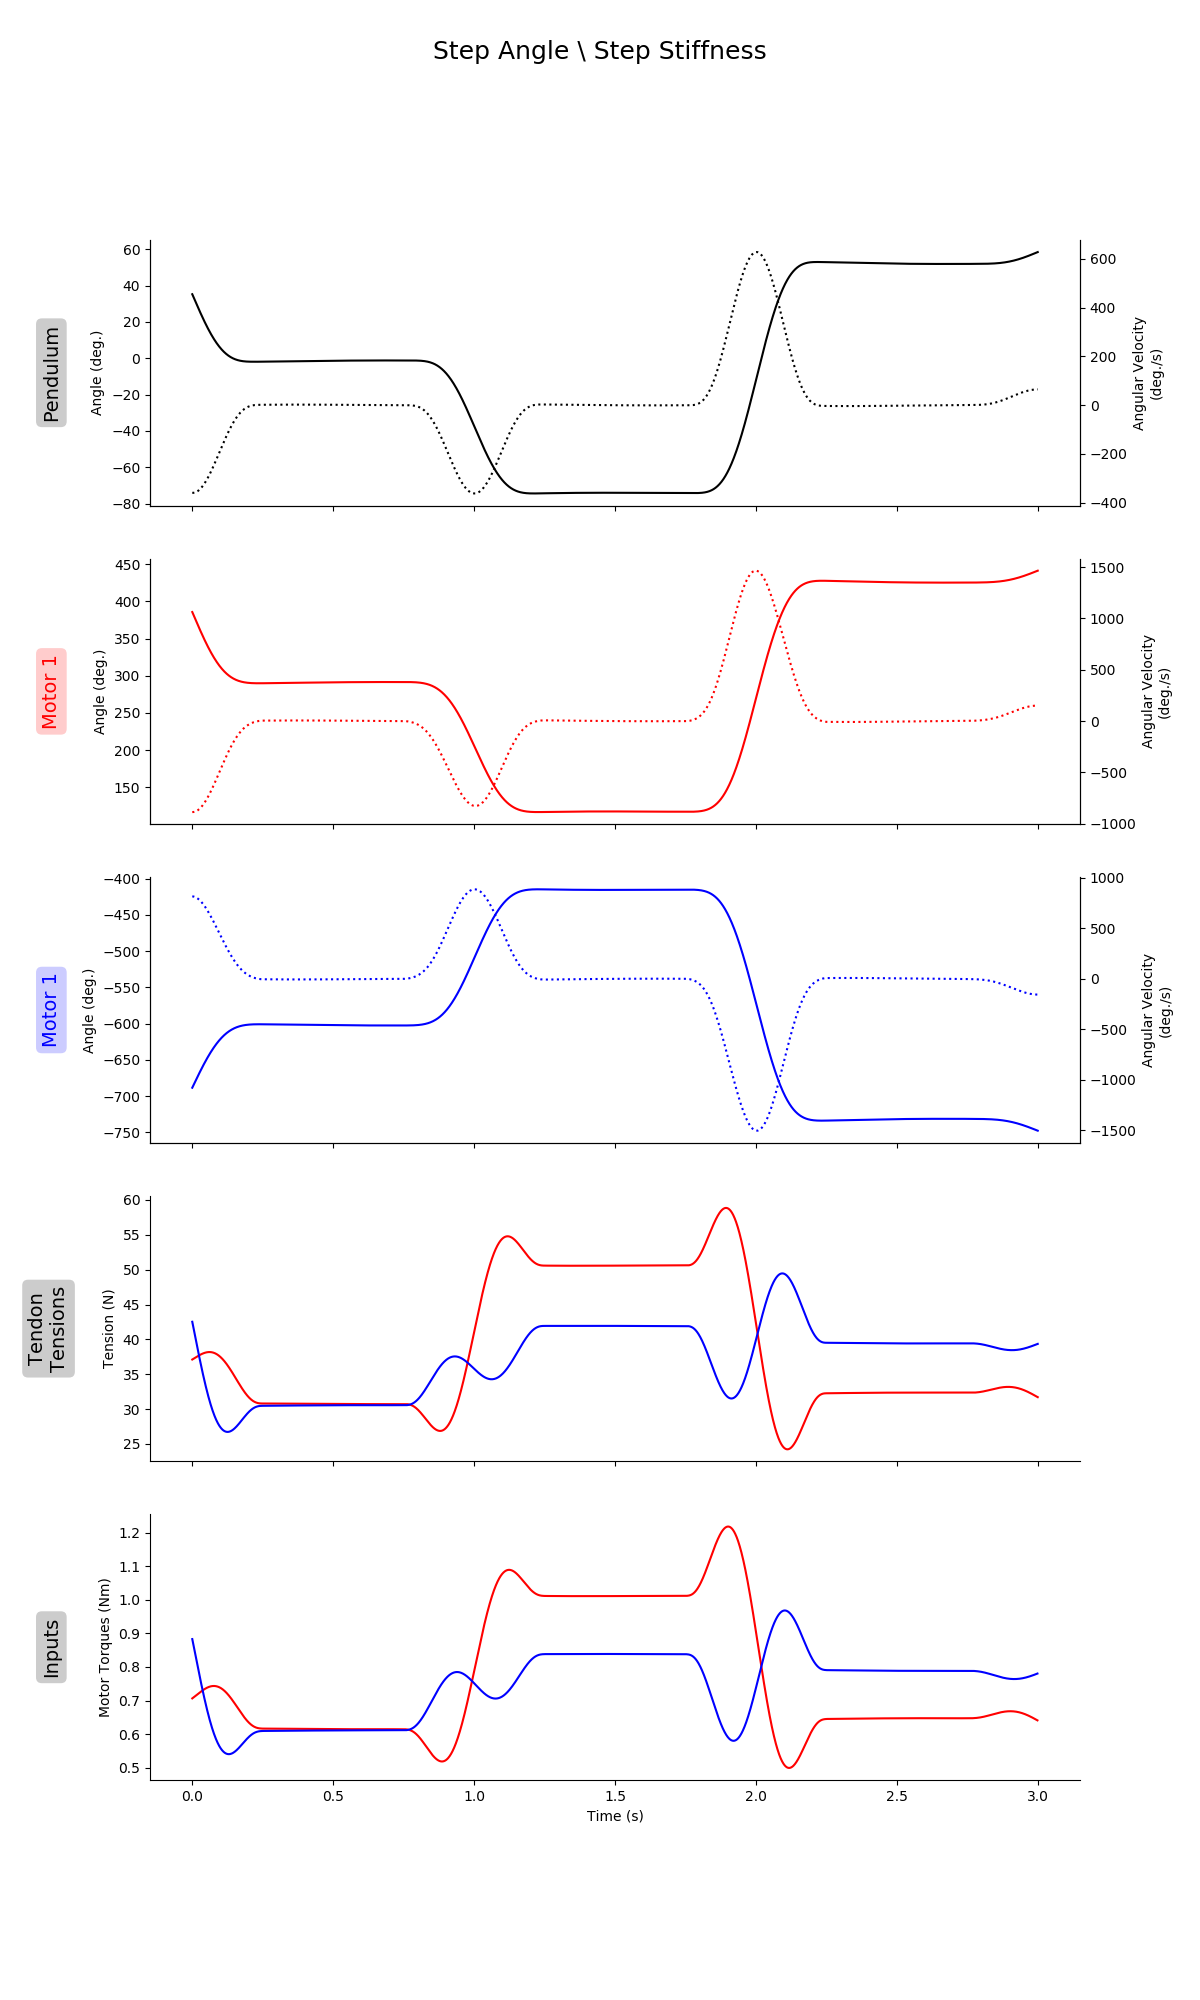 Step Angle \ Step Stiffness
Pendulum
Angle (deg.)
60
40
20
0
−20
−40
−60
−80
600
400
200
0
−200
−400
Angular Velocity
(deg./s)
Motor 1
Angle (deg.)
450
400
350
300
250
200
150
1500
1000
500
0
−500
−1000
Angular Velocity
(deg./s)
Motor 1
Angle (deg.)
−400
−450
−500
−550
−600
−650
−700
−750
1000
500
0
−500
−1000
−1500
Angular Velocity
(deg./s)
Tendon
Tensions
Tension (N)
60
55
50
45
40
35
30
25
Inputs
Motor Torques (Nm)
1.2
1.1
1.0
0.9
0.8
0.7
0.6
0.5
0.0 0.5 1.0 1.5 2.0 2.5 3.0
Time (s)